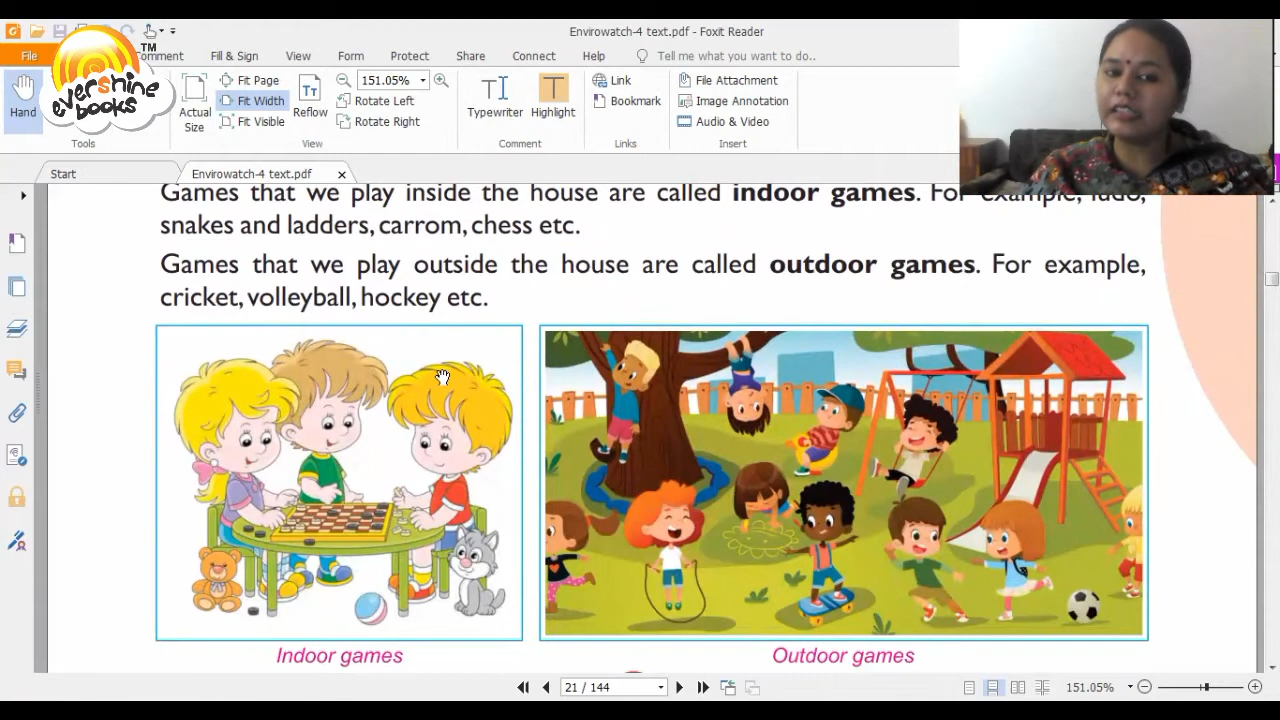 Envirowatch-4 text.pdf - Foxit Reader
File
Comment
Fill & Sign
View
Form
Protect
Share
Connect
Help
Tell me what you want to do..
evershine books TM
Hand
Actual Size
Fit Page
Fit Width
Fit Visible
Reflow
151.05%
Rotate Left
Rotate Right
Typewriter
Highlight
Link
Bookmark
File Attachment
Image Annotation
Audio & Video
Tools
View
Comment
Links
Insert
Start
Envirowatch-4 text.pdf
Games that we play inside the house are called indoor games. For example, ludo,
snakes and ladders, carrom, chess etc.
Games that we play outside the house are called outdoor games. For example,
cricket, volleyball, hockey etc.
Indoor games
Outdoor games
21 / 144
151.05%